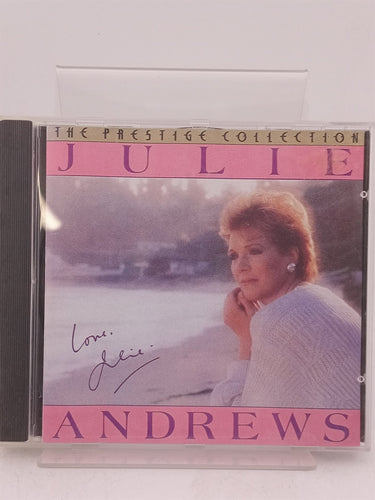 THE PRESTIGE COLLECTION
JULIE
Love,
Julie.
ANDREWS